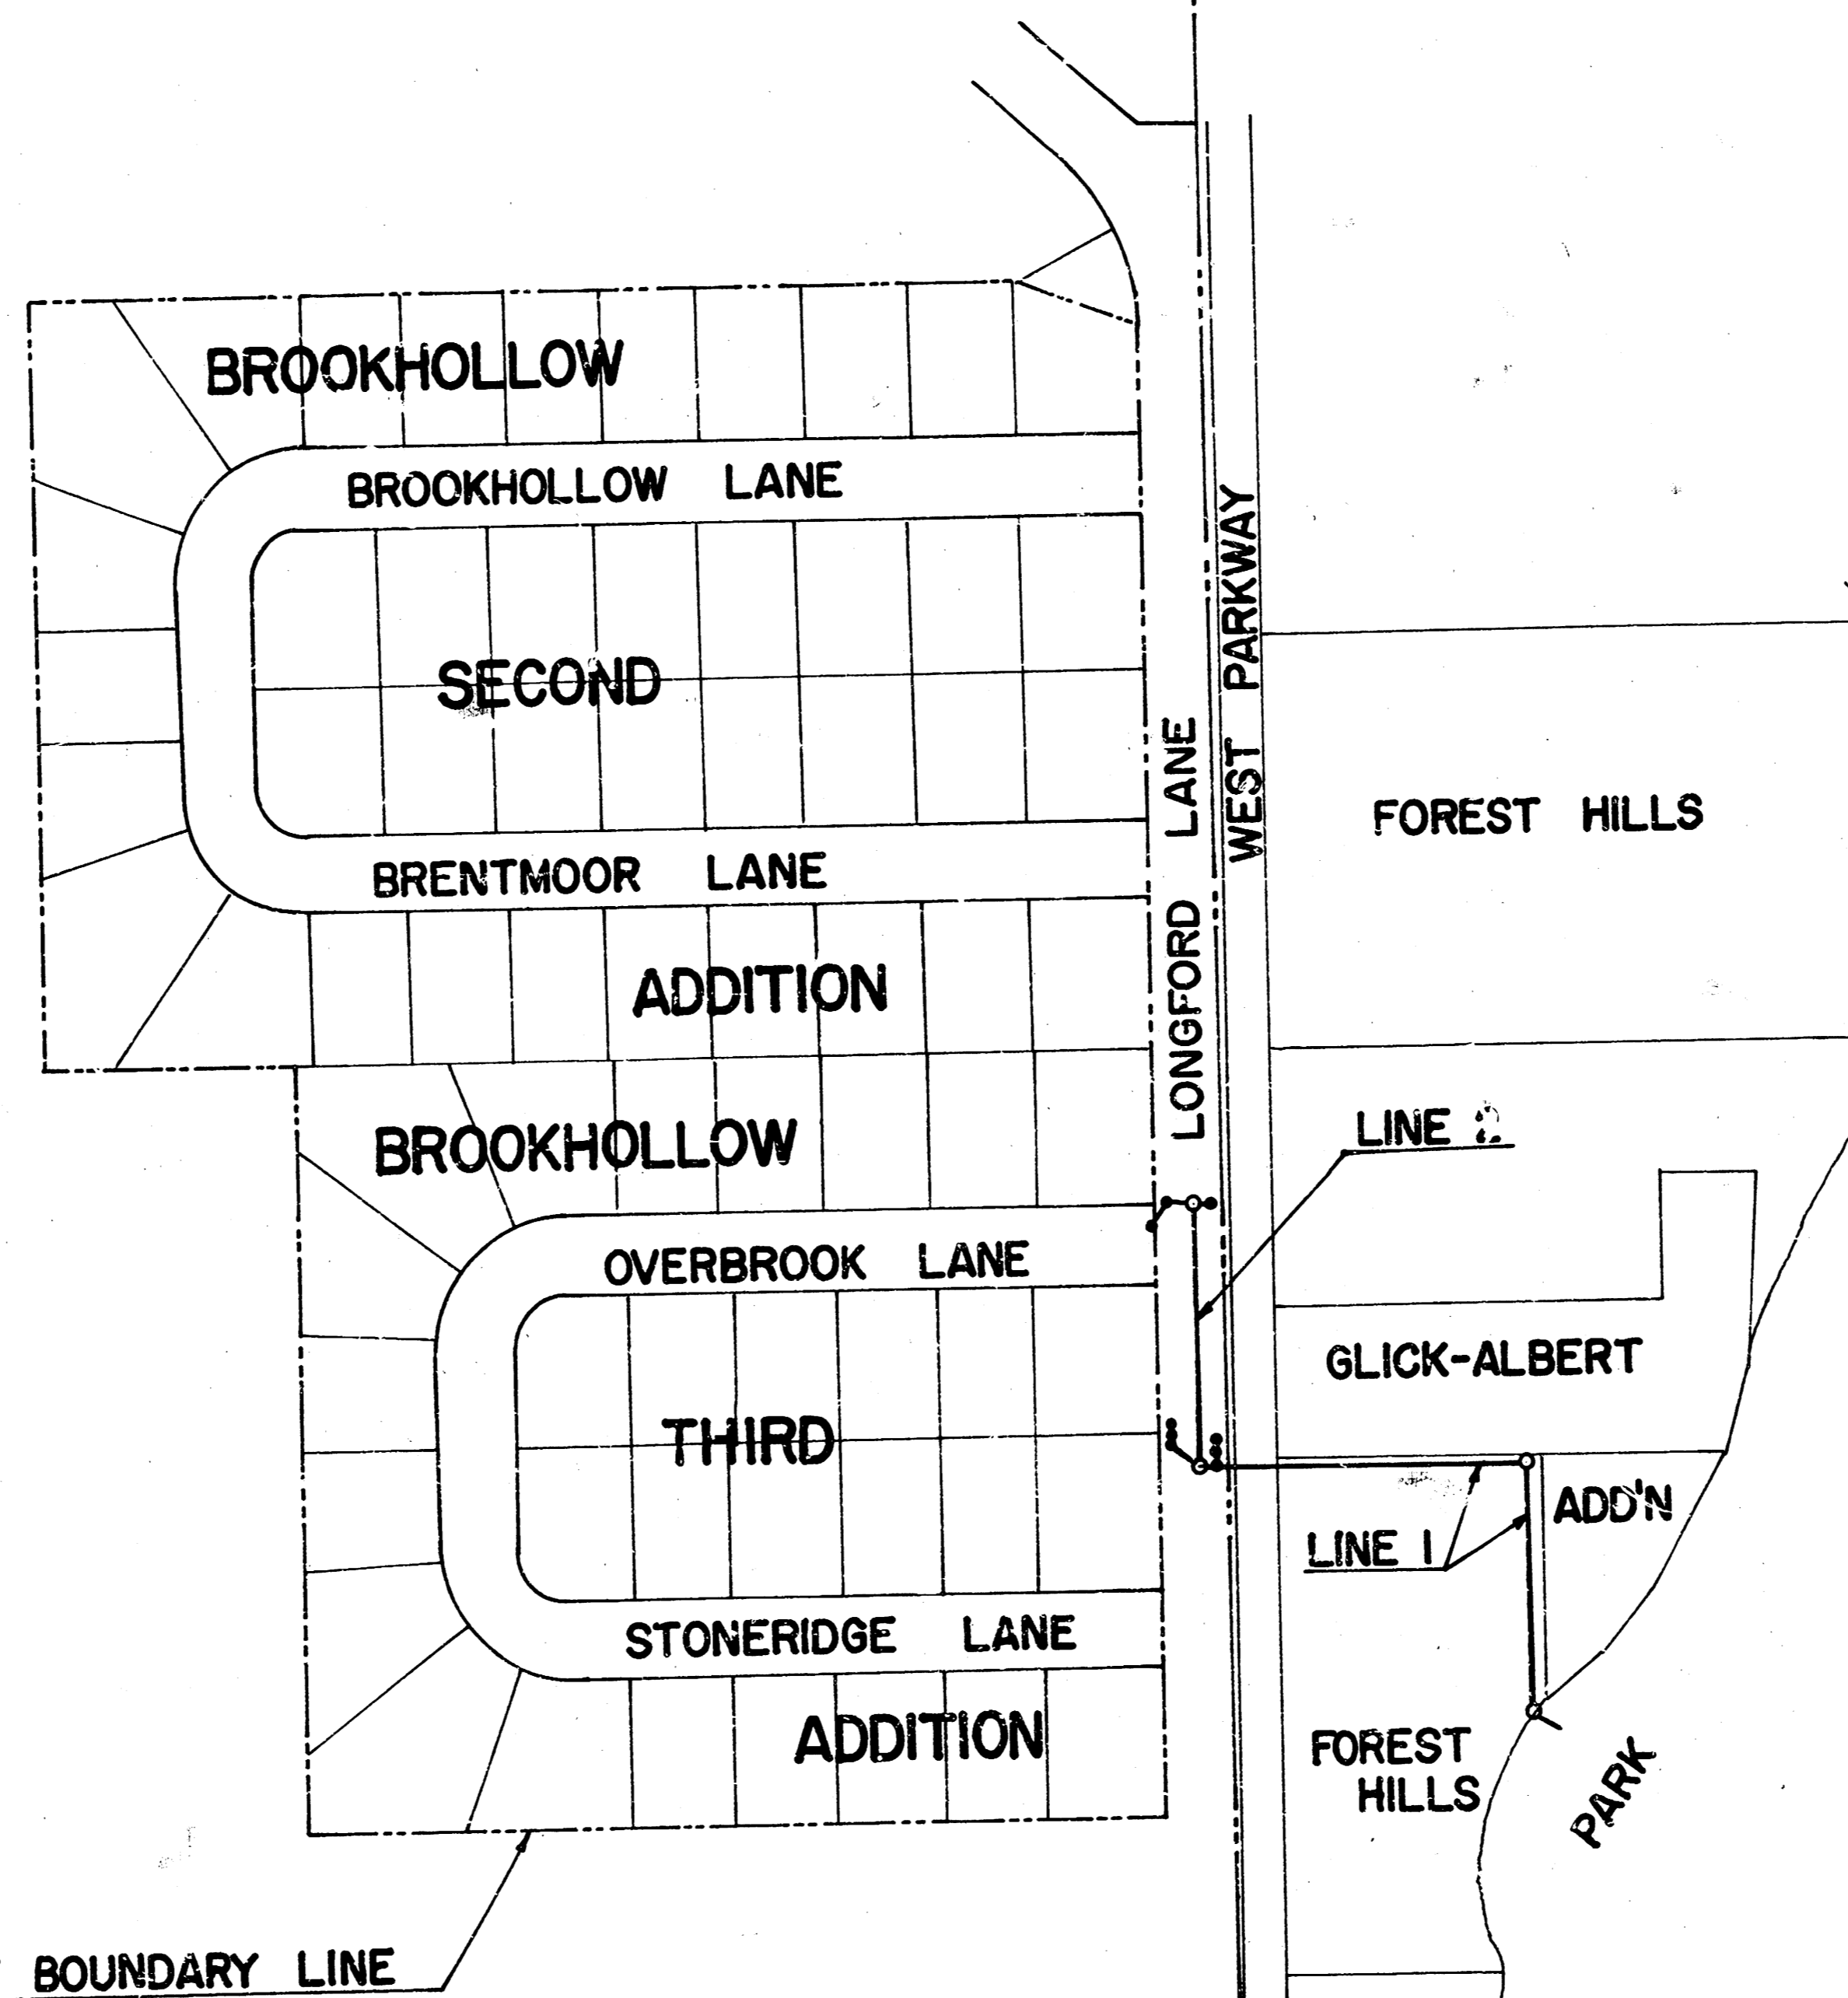 BROOKHOLLOW
BROOKHOLLOW LANE
SECOND
BRENTMOOR LANE
ADDITION
BROOKHOLLOW
OVERBROOK LANE
THIRD
STONERIDGE LANE
ADDITION
BOUNDARY LINE
LONGFORD LANE
WEST PARKWAY
FOREST HILLS
LINE 2
GLICK-ALBERT
ADD'N
LINE 1
FOREST
HILLS
PARK